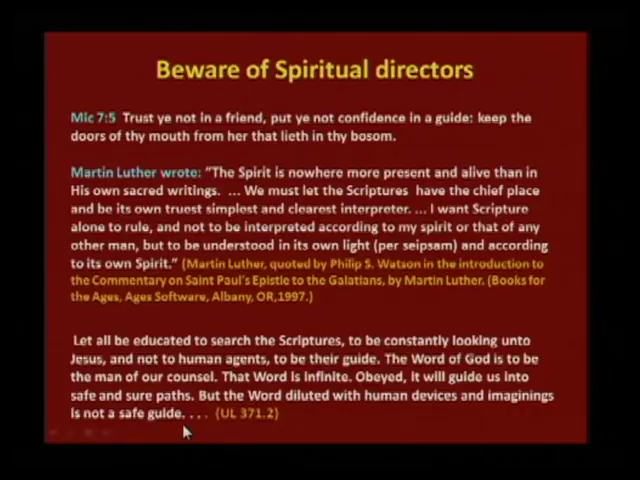 Beware of Spiritual directors
Mic 7:5 Trust ye not in a friend, put ye not confidence in a guide: keep the
doors of thy mouth from her that lieth in thy bosom.
Martin Luther wrote: "The Spirit is nowhere more present and alive than in
His own sacred writings. ... We must let the Scriptures have the chief place
and be its own truest simplest and clearest interpreter. ... I want Scripture
alone to rule, and not to be interpreted according to my spirit or that of any
other man, but to be understood in its own light (per seipsam) and according
to its own Spirit." (Martin Luther, quoted by Philip S. Watson in the introduction to
the Commentary on Saint Paul's Epistle to the Galatians, by Martin Luther. (Books for
the Ages, Ages Software, Albany, OR,1997.)
Let all be educated to search the Scriptures, to be constantly looking unto
Jesus, and not to human agents, to be their guide. The Word of God is to be
the man of our counsel. That Word is infinite. Obeyed, it will guide us into
safe and sure paths. But the Word diluted with human devices and imaginings
is not a safe guide. . . . (UL 371.2)